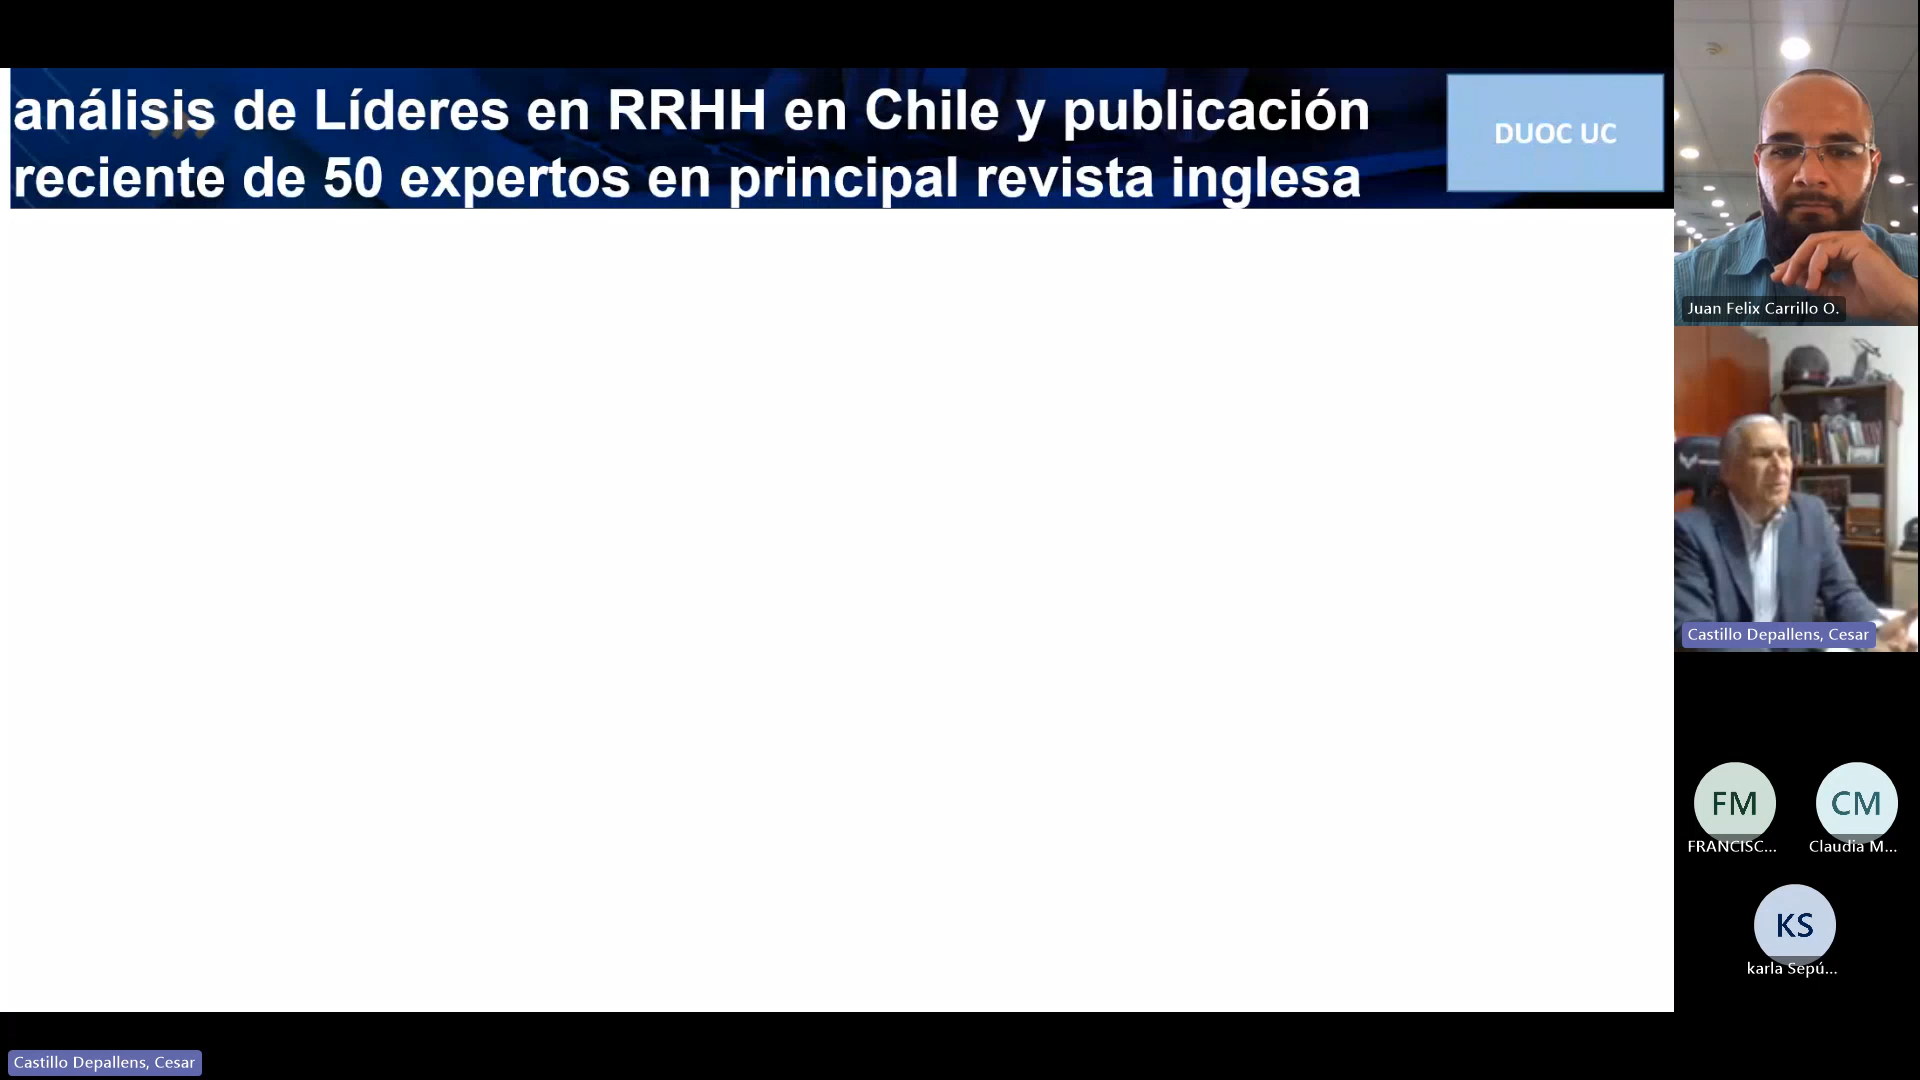 análisis de Líderes en RRHH en Chile y publicación
reciente de 50 expertos en principal revista inglesa
DUOC UC
Juan Felix Carrillo O.
Castillo Depallens, Cesar
FM
FRANCISC...
CM
Claudia M...
KS
karla Sepú...
Castillo Depallens, Cesar